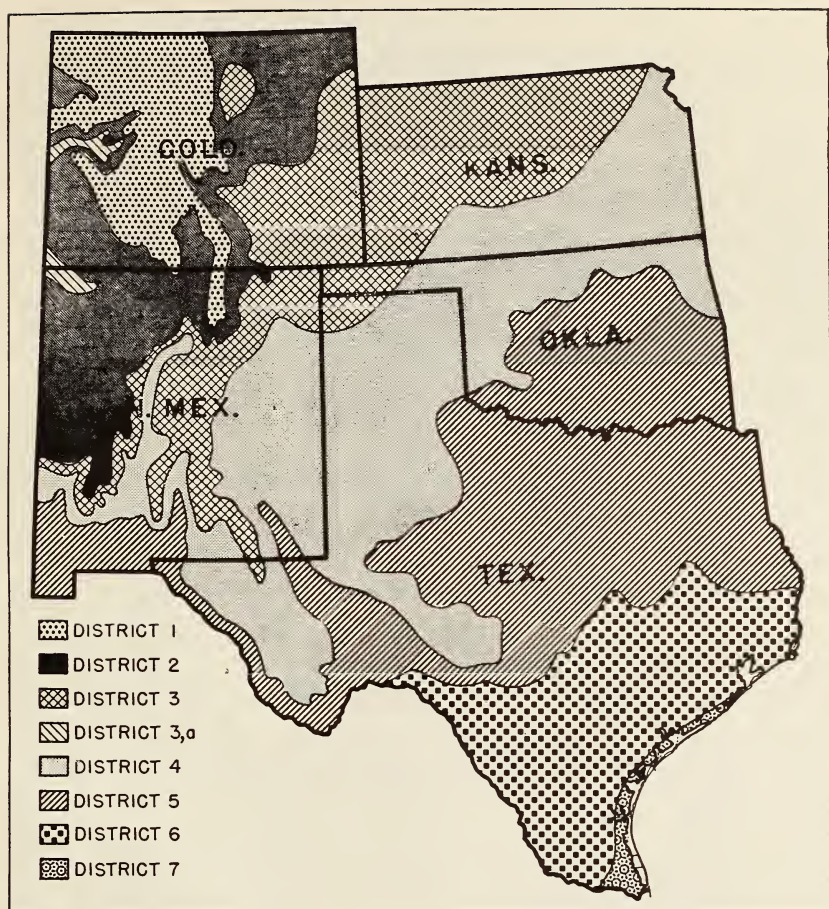 COLO.
KANS.
OKLA.
N. MEX.
TEX.
DISTRICT 1
DISTRICT 2
DISTRICT 3
DISTRICT 3,a
DISTRICT 4
DISTRICT 5
DISTRICT 6
DISTRICT 7